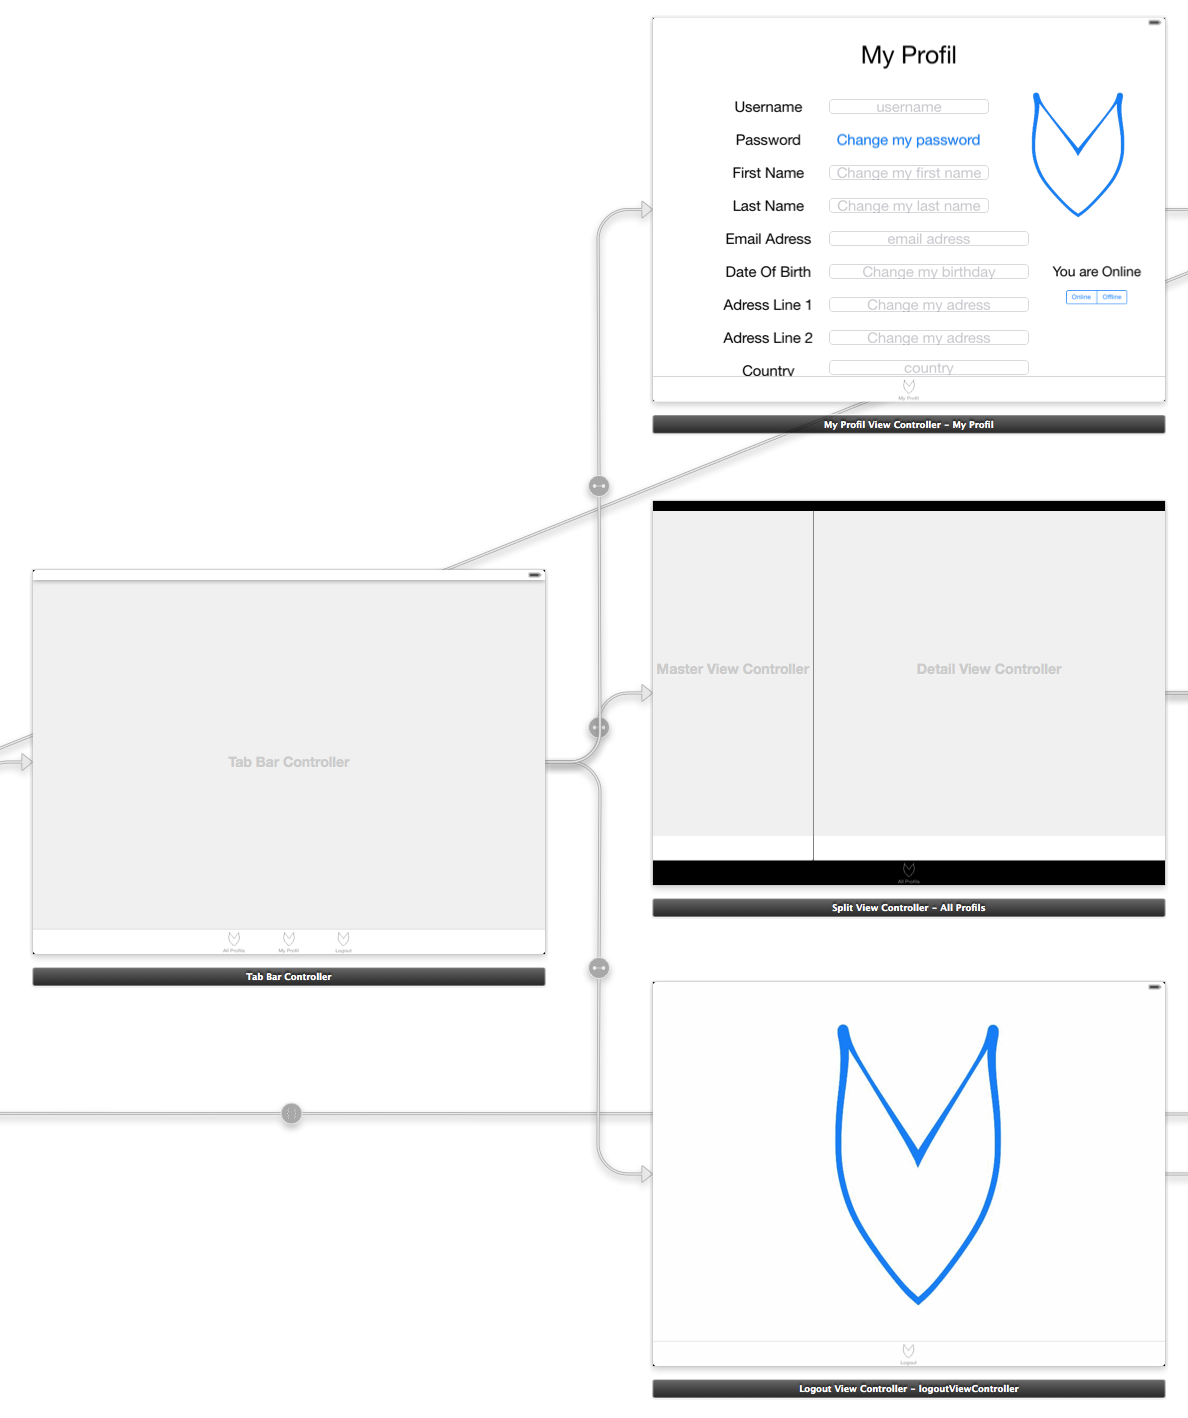 My Profil
Username
username
Password
Change my password
First Name
Change my first name
Last Name
Change my last name
Email Adress
email adress
Date Of Birth
Change my birthday
You are Online
Online
Offline
Adress Line 1
Change my adress
Adress Line 2
Change my adress
Country
country
My Profil
My Profil View Controller - My Profil
Master View Controller
Detail View Controller
All Profils
Split View Controller - All Profils
Tab Bar Controller
All Profils
My Profil
Logout
Tab Bar Controller
Logout
Logout View Controller - logoutViewController